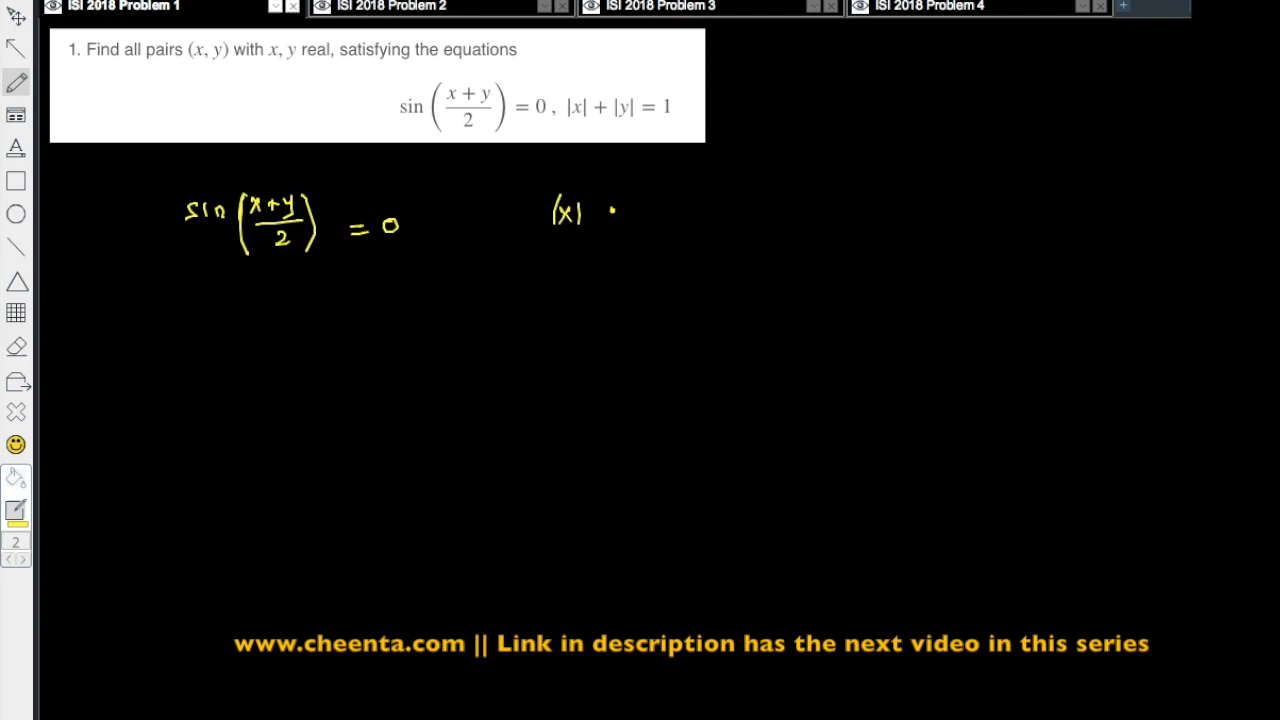 ISI 2018 Problem 1 ISI 2018 Problem 2 ISI 2018 Problem 3 ISI 2018 Problem 4
1. Find all pairs (x, y) with x, y real, satisfying the equations
sin ( (x + y)/2 ) = 0 , |x| + |y| = 1
sin ( (x+y)/2 ) = 0 |x|
2
www.cheenta.com || Link in description has the next video in this series